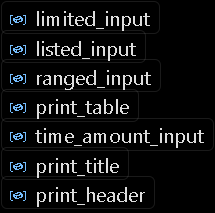 limited_input
listed_input
ranged_input
print_table
time_amount_input
print_title
print_header